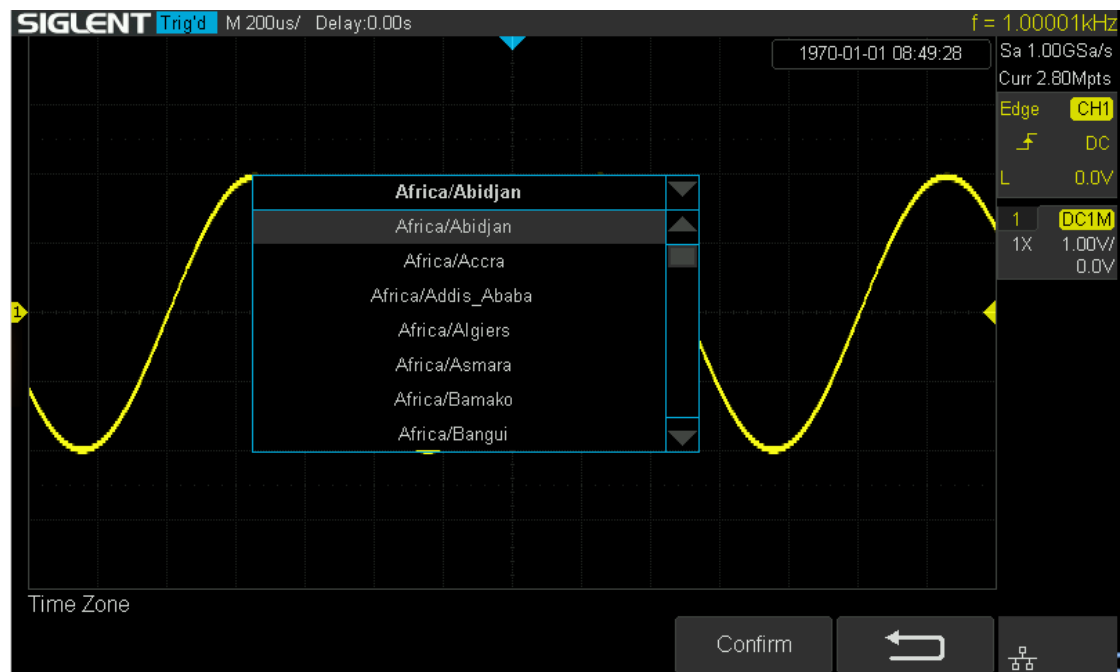 SIGLENT Trig'd M 200us/ Delay:0.00s f = 1.00001kHz
1970-01-01 08:49:28
Sa 1.00GSa/s
Curr 2.80Mpts
Edge CH1
DC
L 0.0V
1 DC1M
1X 1.00V/
0.0V
Africa/Abidjan
Africa/Abidjan
Africa/Accra
Africa/Addis_Ababa
Africa/Algiers
Africa/Asmara
Africa/Bamako
Africa/Bangui
1
Time Zone
Confirm